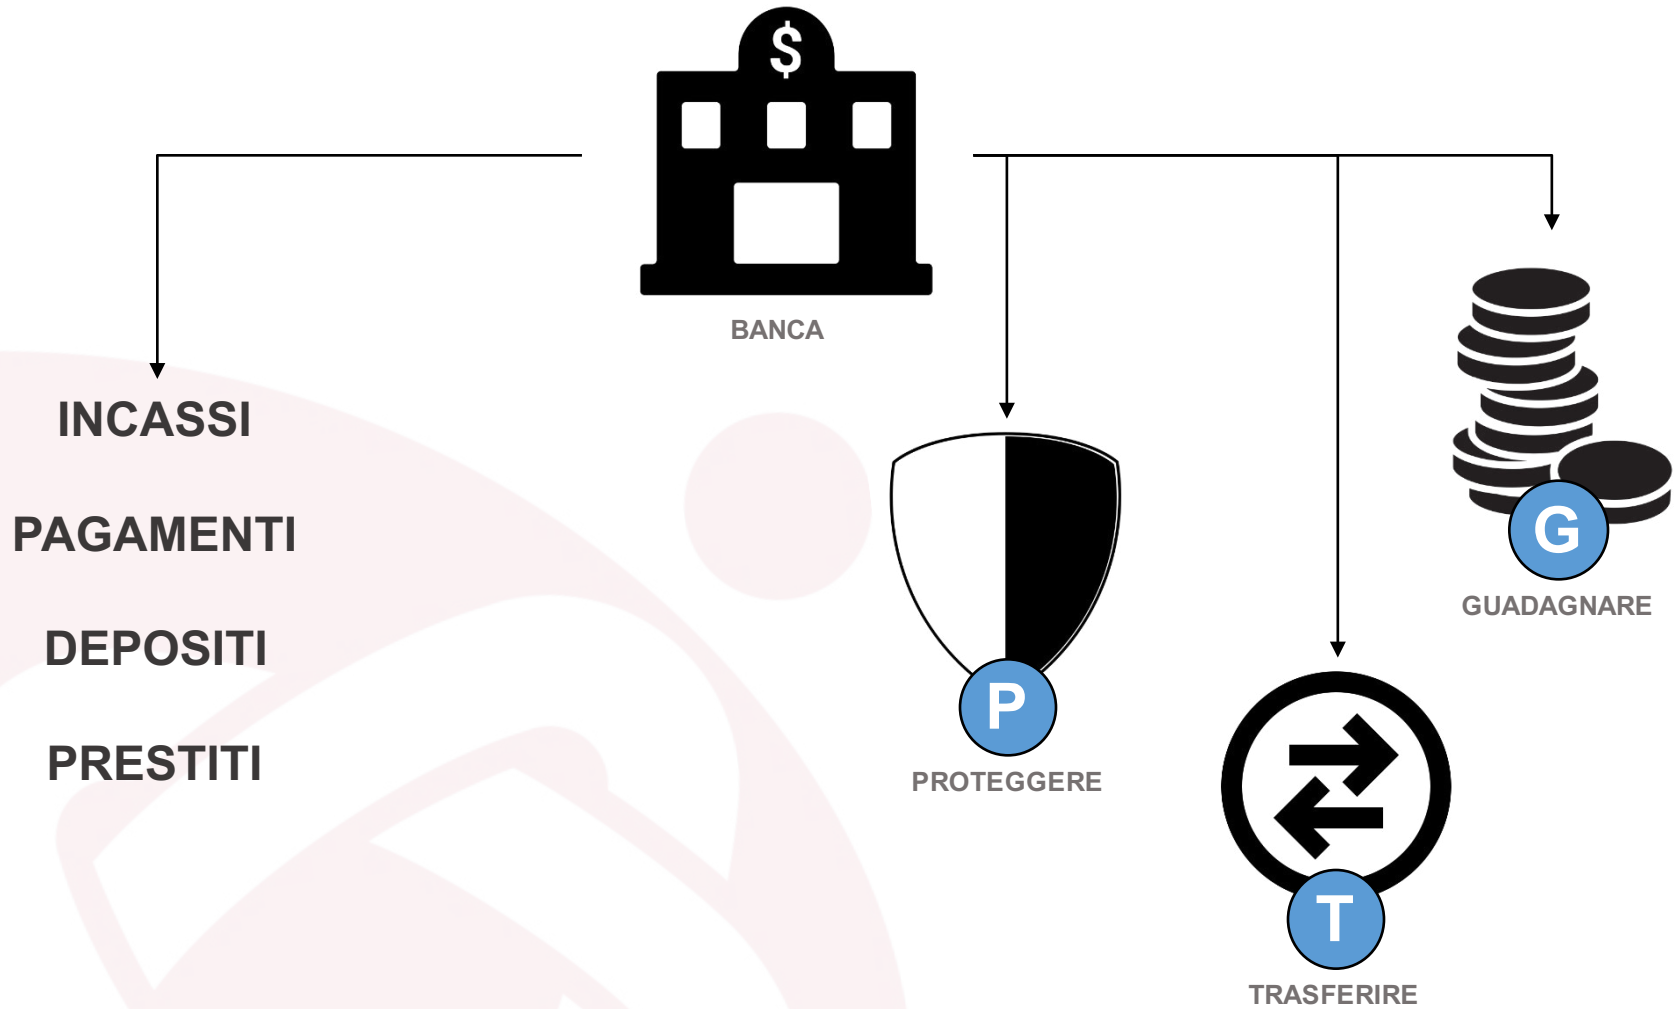 $
BANCA
INCASSI
PAGAMENTI
DEPOSITI
PRESTITI
P
PROTEGGERE
T
TRASFERIRE
G
GUADAGNARE